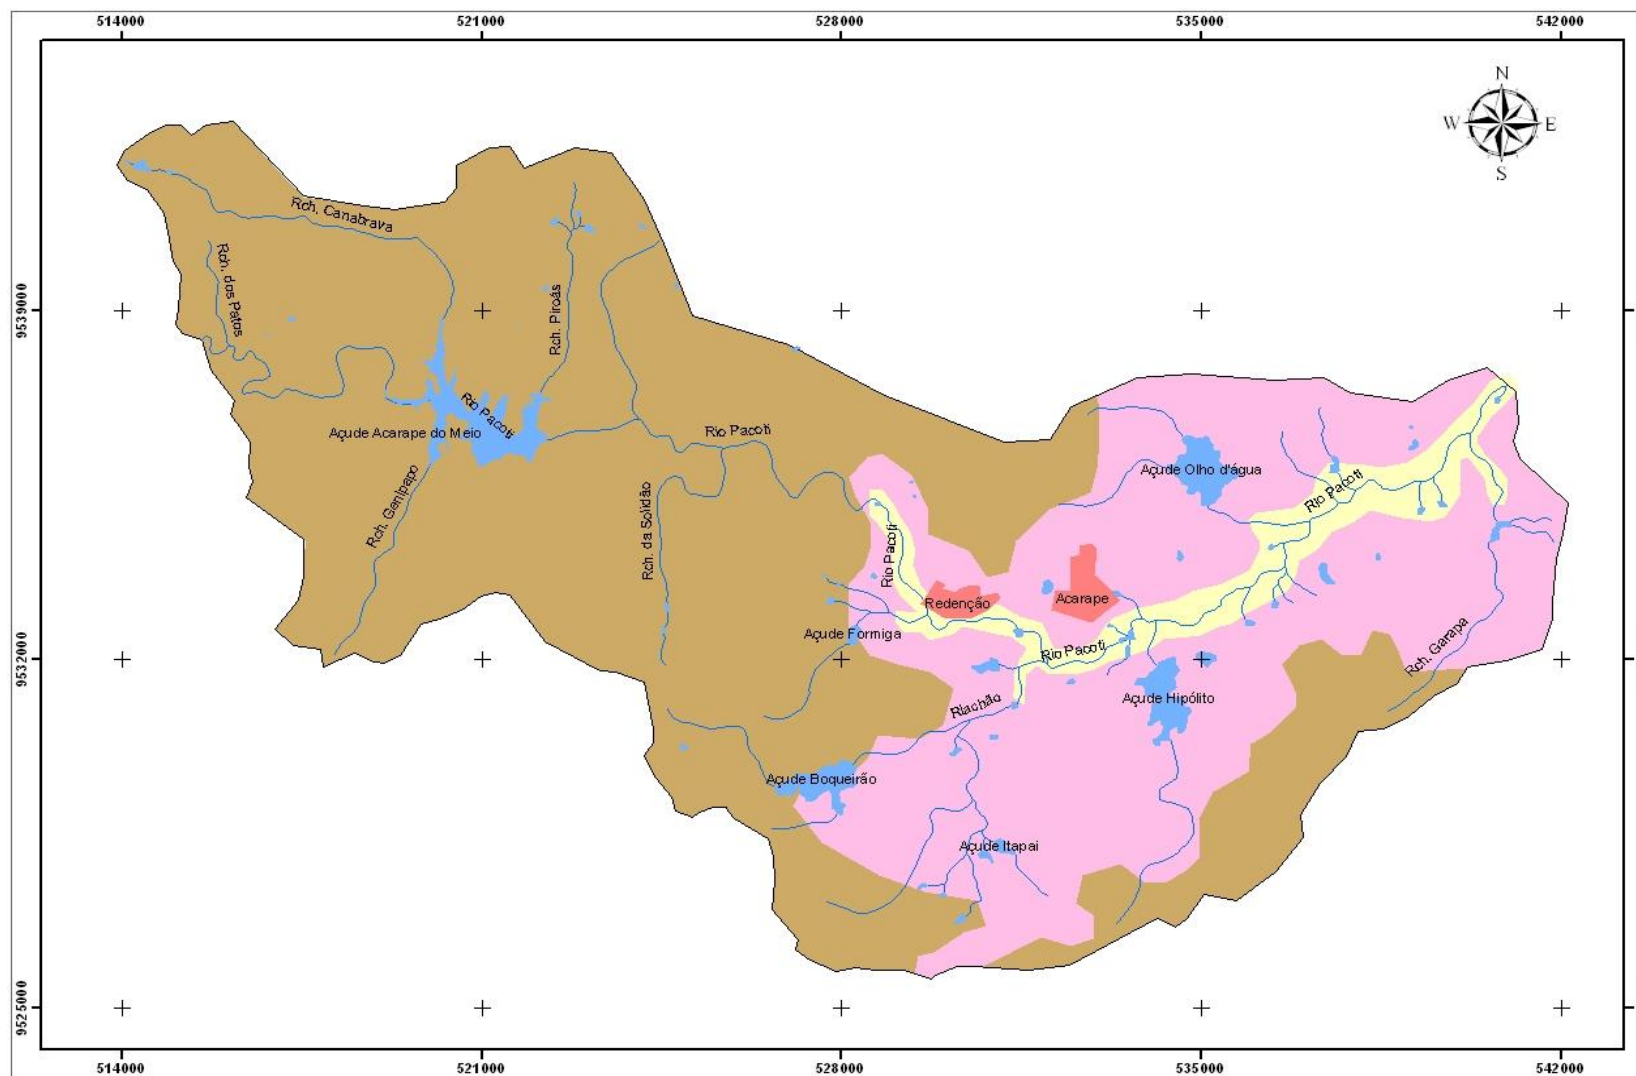 514000 521000 528000 535000 542000
N
W E
S
Rch. Canabrava
Rch. dos Patos
9539000
Rch. Piroás
Rio Pacoti
Açude Acarape do Meio
Rio Pacoti
Açude Olho d'água
Rch. Genipapo
Rch. da Solidão
Rio Pacoti
Rio Pacoti
Redenção
Acarape
Açude Formiga
9532000
Rio Pacoti
Rch. Garapa
Açude Hipólito
Riachão
Açude Boqueirão
Açude Itapai
9525000
514000 521000 528000 535000 542000